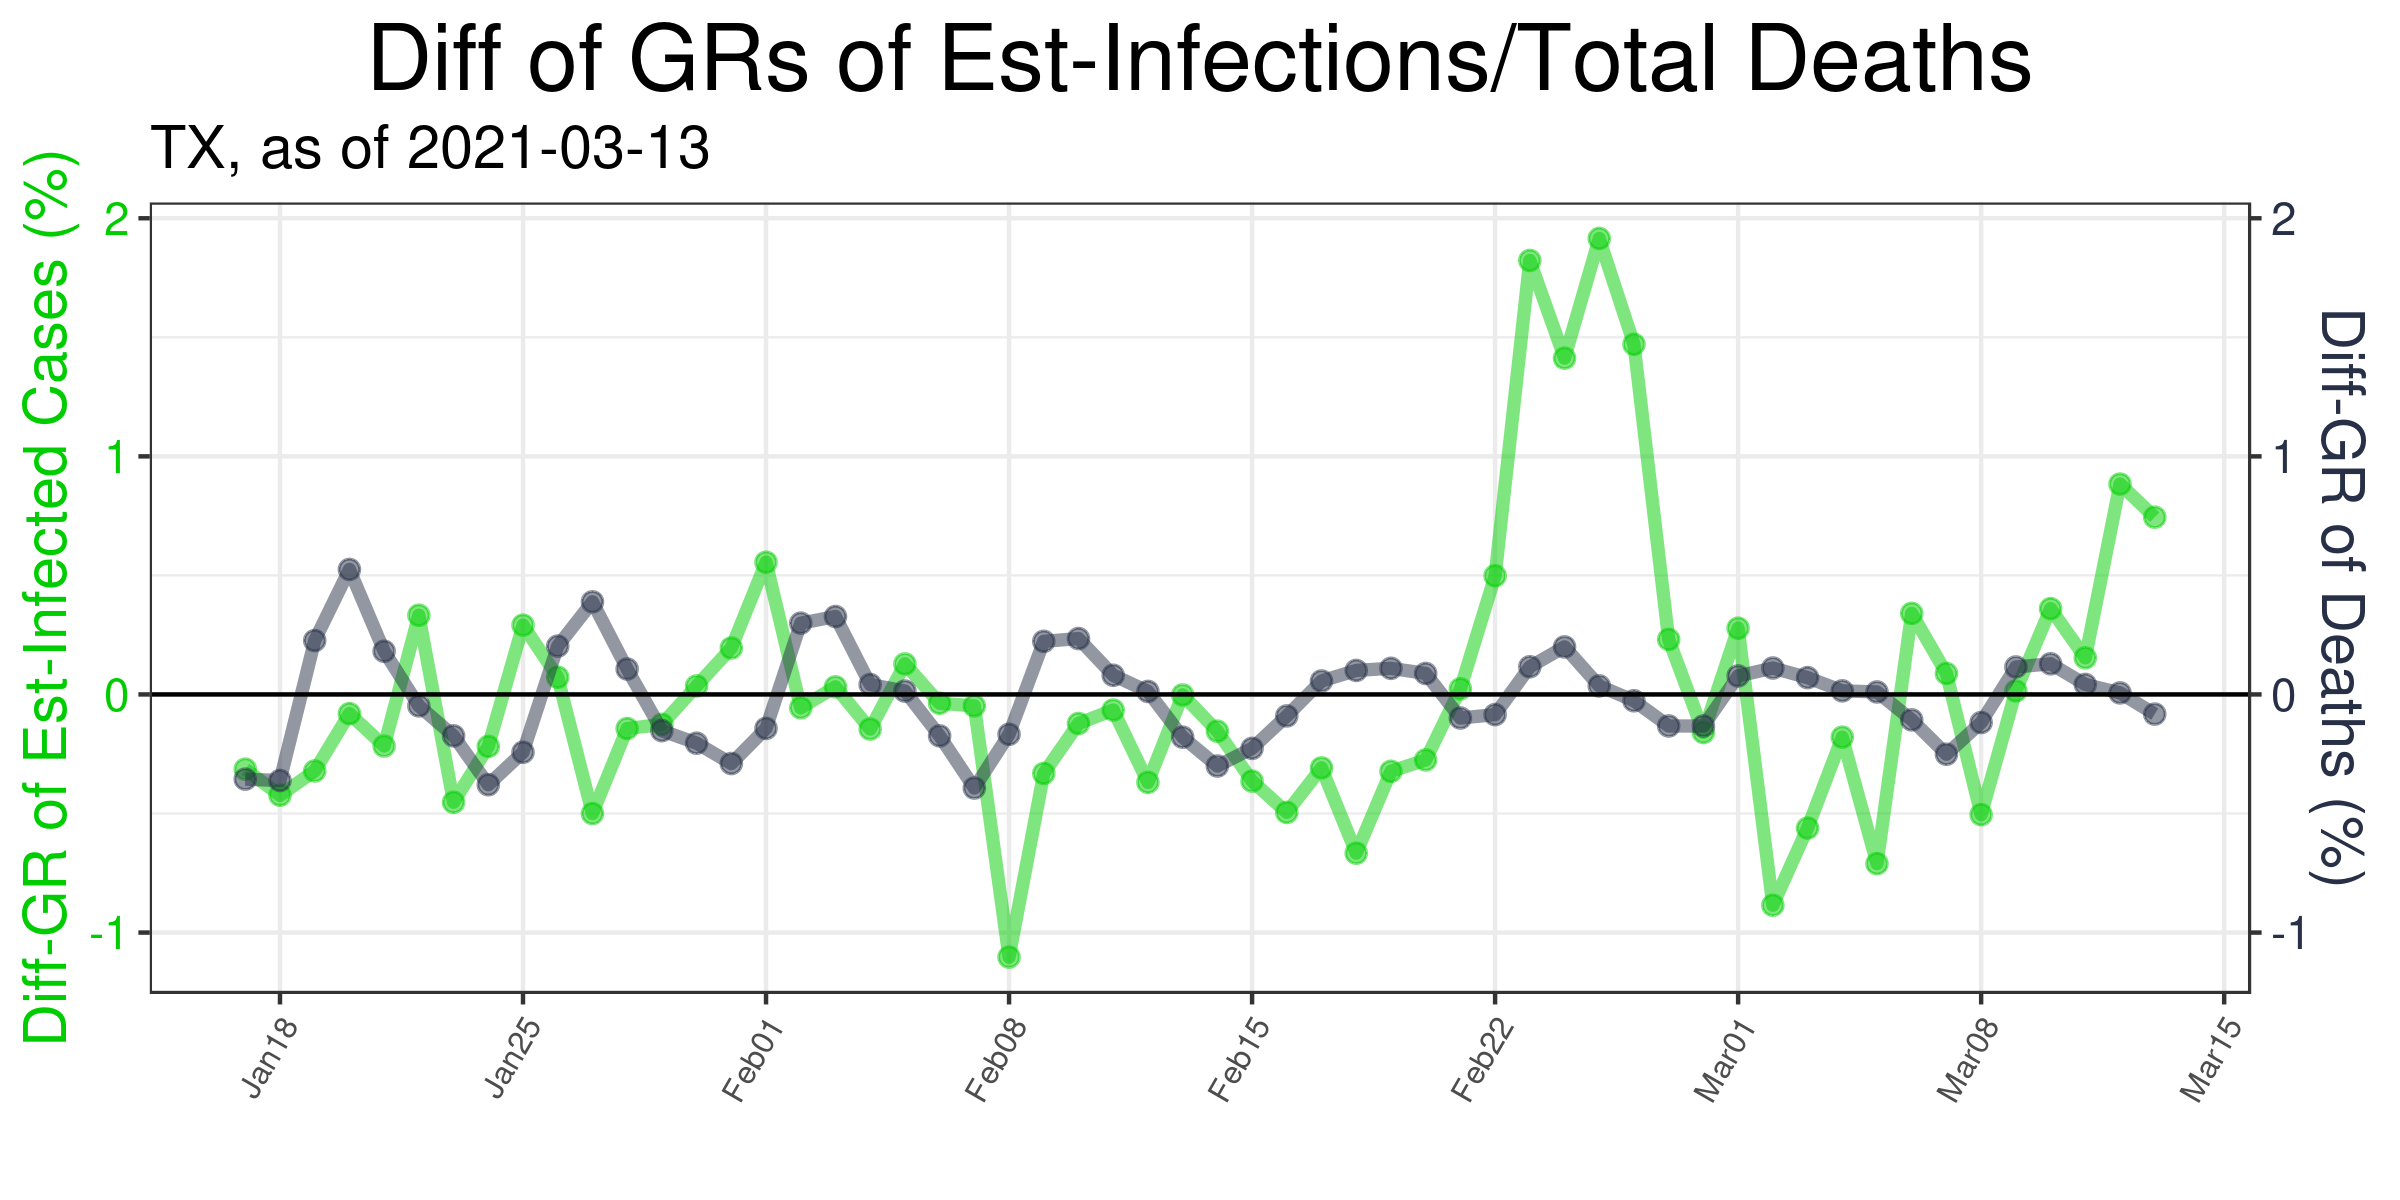 Diff of GRs of Est-Infections/Total Deaths
TX, as of 2021-03-13
Diff-GR of Est-Infected Cases (%)
2
1
0
-1
2
1
0
-1
Diff-GR of Deaths (%)
Jan18
Jan25
Feb01
Feb08
Feb15
Feb22
Mar01
Mar08
Mar15